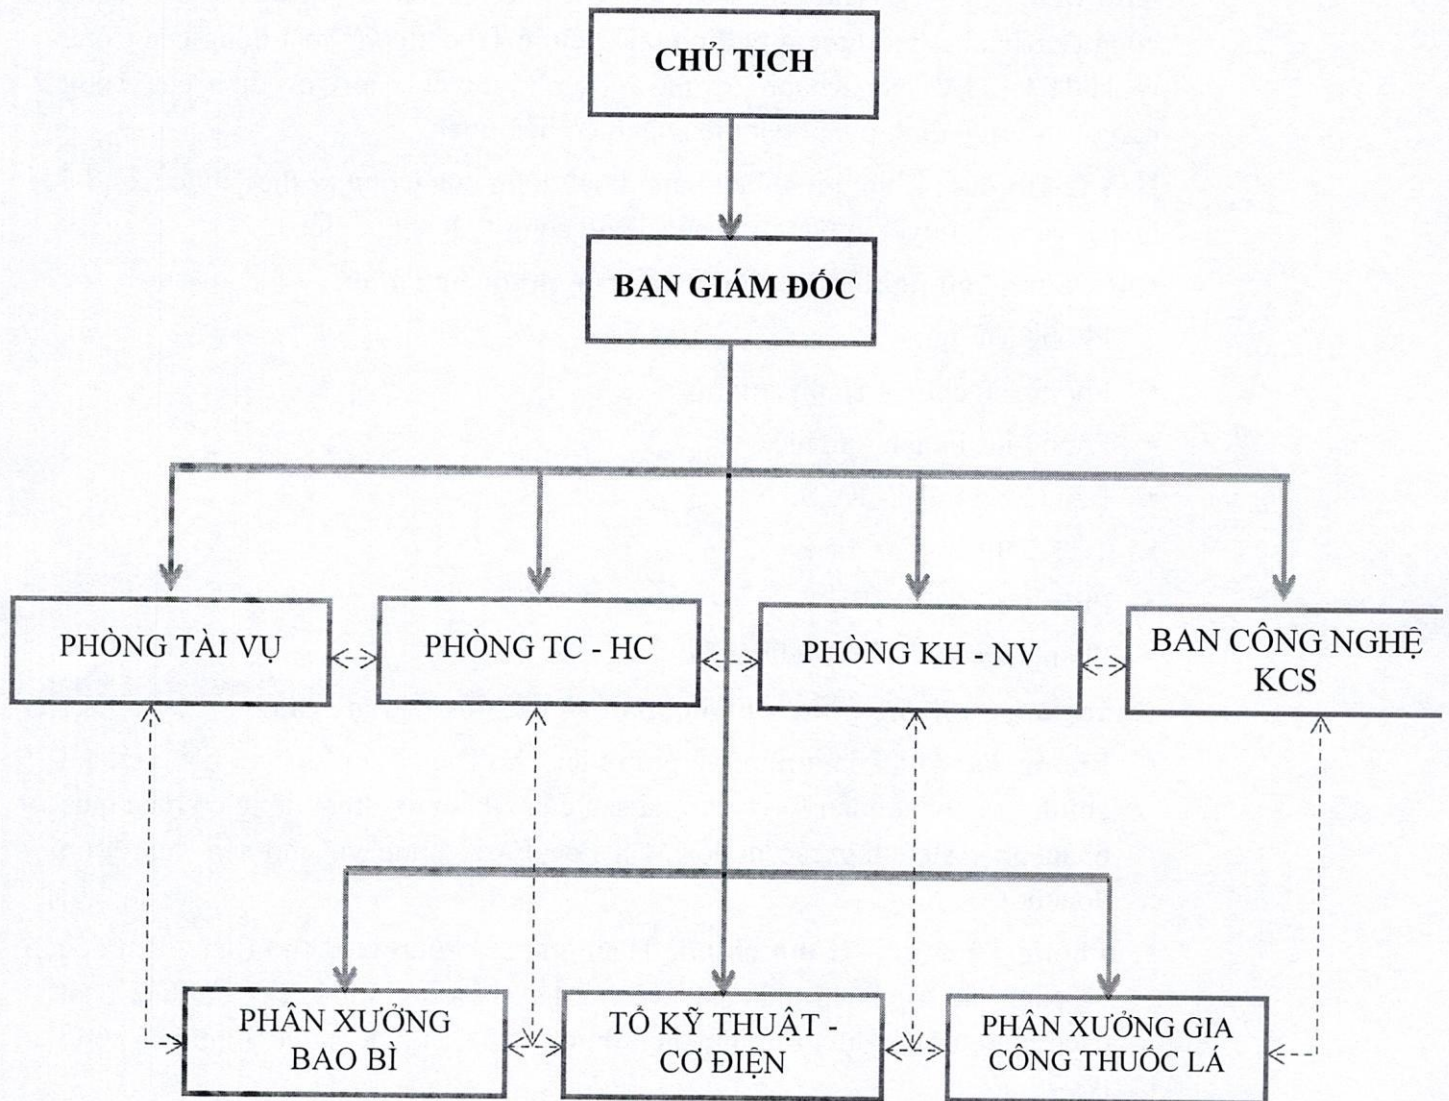 CHỦ TỊCH
BAN GIÁM ĐỐC
PHÒNG TÀI VỤ
PHÒNG TC - HC
PHÒNG KH - NV
BAN CÔNG NGHỆ
KCS
PHÂN XƯỞNG
BAO BÌ
TỔ KỸ THUẬT -
CƠ ĐIỆN
PHÂN XƯỞNG GIA
CÔNG THUỐC LÁ